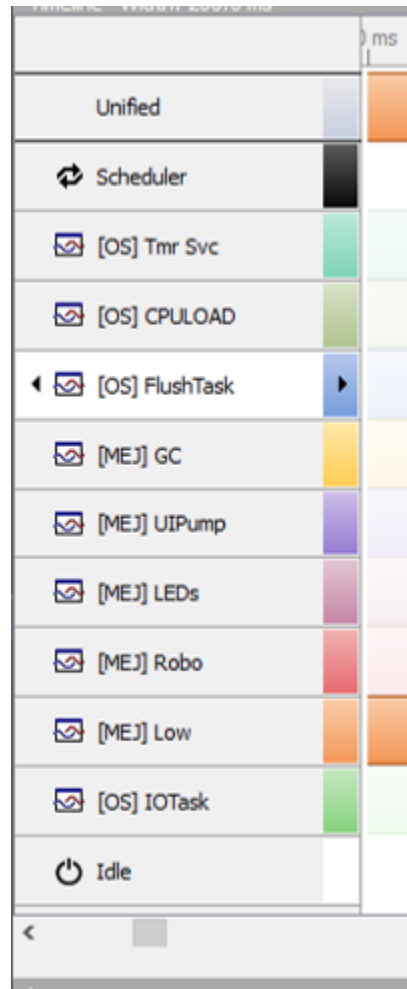 ms
Unified
Scheduler
[OS] Tmr Svc
[OS] CPULOAD
[OS] FlushTask
[MEJ] GC
[MEJ] UIPump
[MEJ] LEDs
[MEJ] Robo
[MEJ] Low
[OS] IOTask
Idle